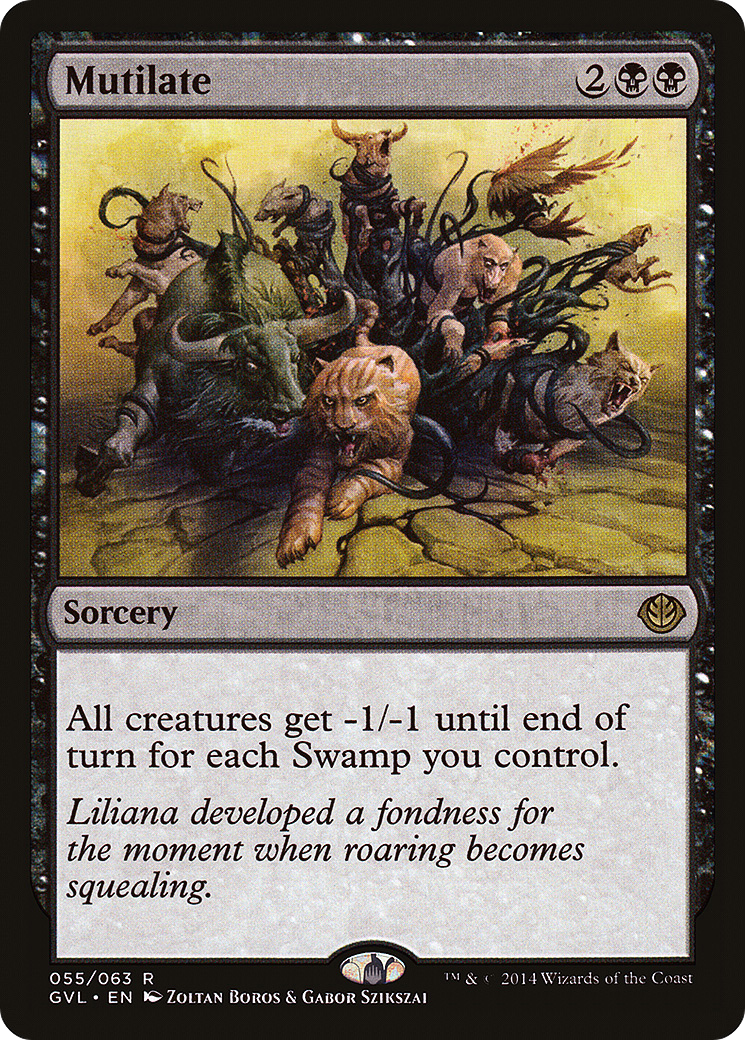 Mutilate 2
Sorcery
All creatures get -1/-1 until end of
turn for each Swamp you control.
Liliana developed a fondness for
the moment when roaring becomes
squealing.
055/063 R
™ & © 2014 Wizards of the Coast
GVL • EN Zoltan Boros & Gabor Szikszai